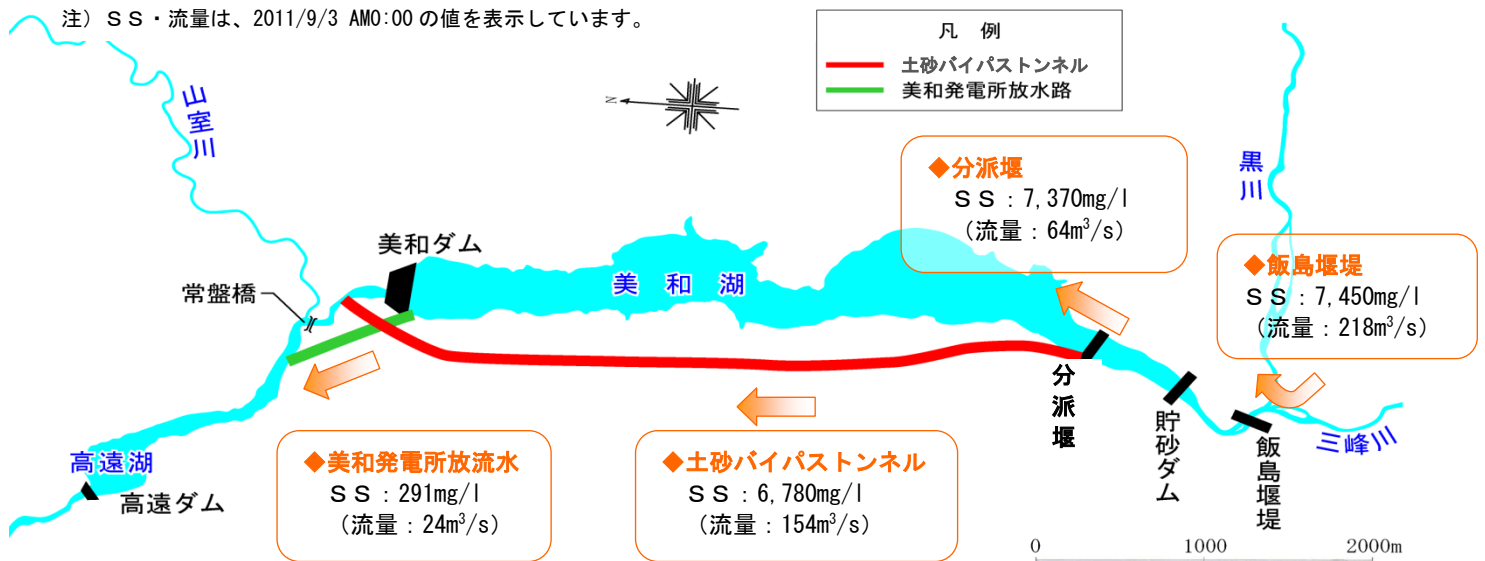 注）ＳＳ・流量は、2011/9/3 AM0:00 の値を表示しています。
凡 例
土砂バイパストンネル
美和発電所放水路
N
山室川
黒川
◆分派堰
ＳＳ：7,370mg/l
（流量：64m³/s）
◆飯島堰堤
ＳＳ：7,450mg/l
（流量：218m³/s）
美和ダム
美 和 湖
常盤橋
分派堰
貯砂ダム
飯島堰堤
三峰川
◆美和発電所放流水
ＳＳ：291mg/l
（流量：24m³/s）
◆土砂バイパストンネル
ＳＳ：6,780mg/l
（流量：154m³/s）
高遠湖
高遠ダム
0 1000 2000m